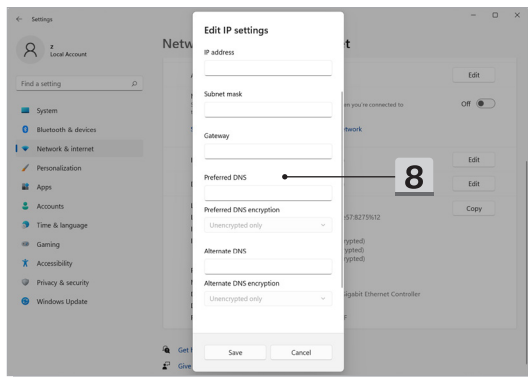 Settings
z
Local Account
Find a setting
System
Bluetooth & devices
Network & internet
Personalization
Apps
Accounts
Time & language
Gaming
Accessibility
Privacy & security
Windows Update
Netw
Edit
en you're connected to
Off
twork
Edit
Edit
Copy
57:8275%12
rypted)
rypted)
rypted)
Gigabit Ethernet Controller
Get
Give
Edit IP settings
IP address
Subnet mask
Gateway
Preferred DNS
8
Preferred DNS encryption
Unencrypted only
Alternate DNS
Alternate DNS encryption
Unencrypted only
Save
Cancel